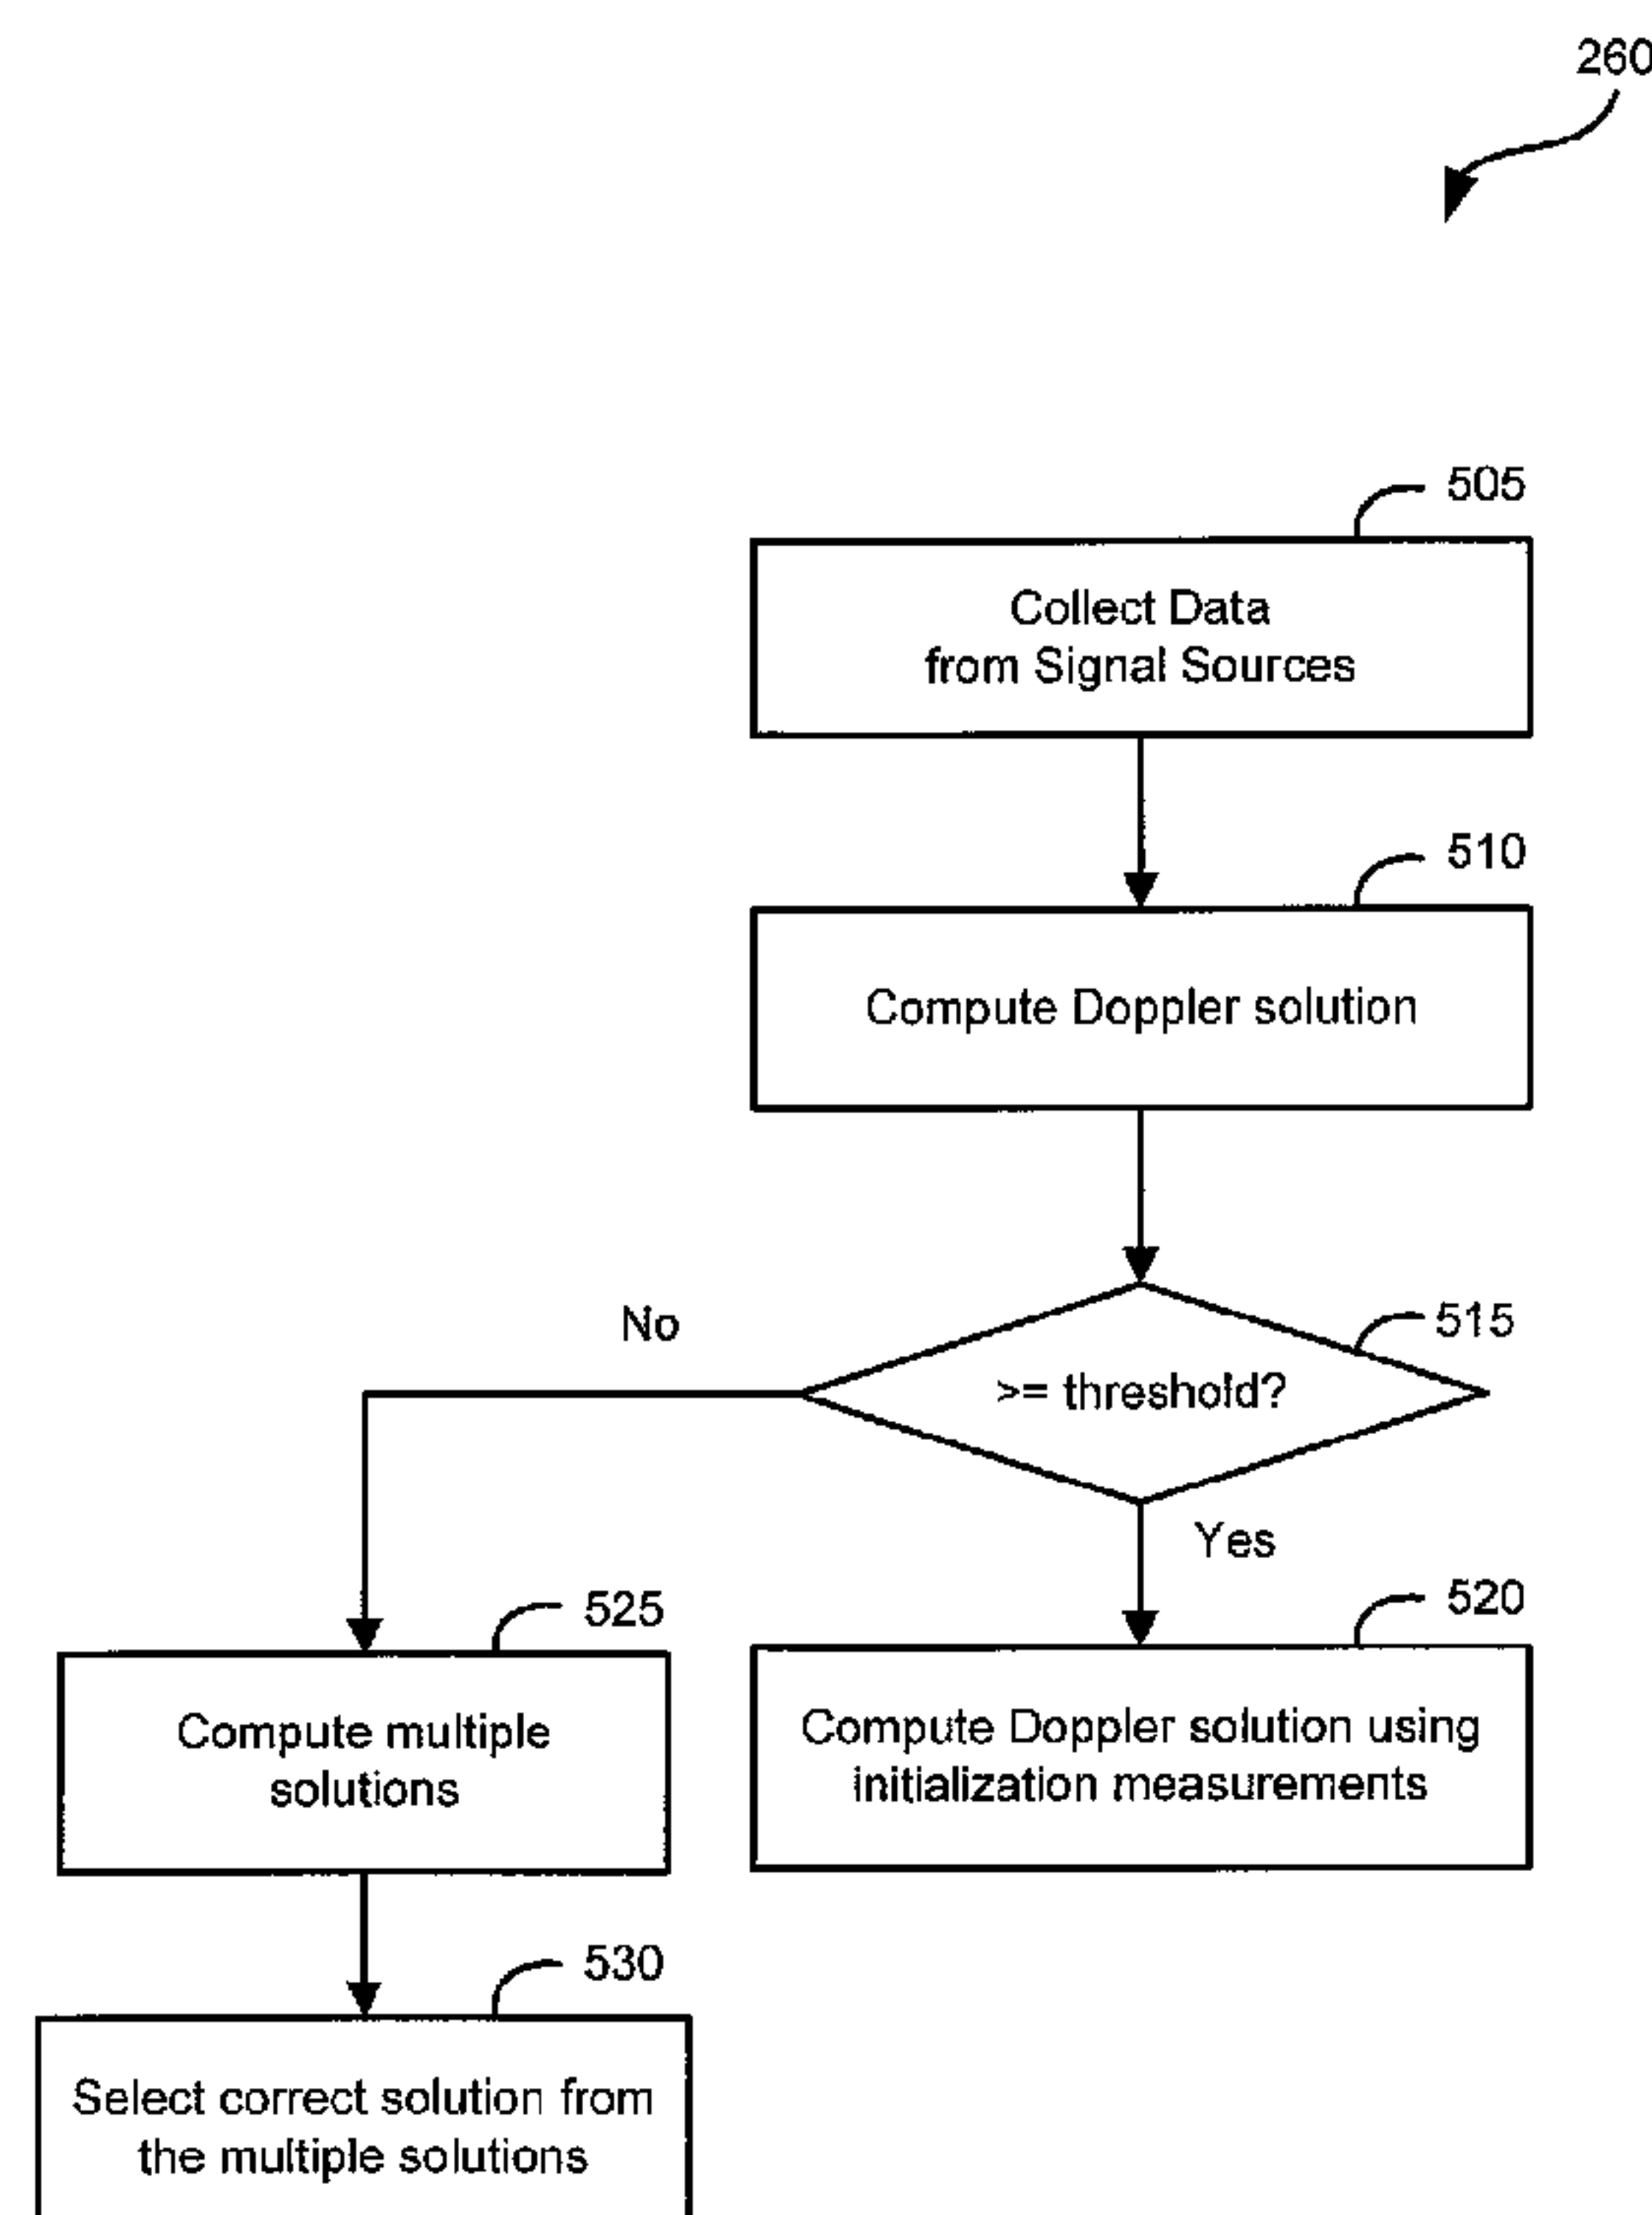 260
505
Collect Data
from Signal Sources
510
Compute Doppler solution
515
>= threshold?
No
Yes
525
Compute multiple
solutions
520
Compute Doppler solution using
initialization measurements
530
Select correct solution from
the multiple solutions